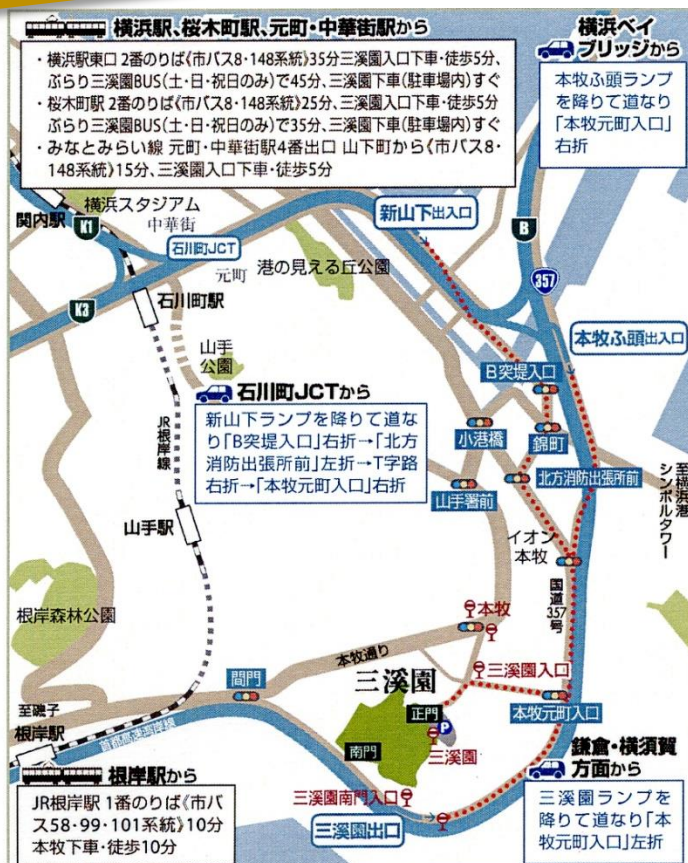 横浜駅、桜木町駅、元町・中華街駅から
・横浜駅東口 2番のりば《市バス8・148系統》35分三溪園入口下車・徒歩5分、
ぶらり三溪園BUS(土・日・祝日のみ)で45分、三溪園下車(駐車場内)すぐ
・桜木町駅 2番のりば《市バス8・148系統》25分、三溪園入口下車・徒歩5分
ぶらり三溪園BUS(土・日・祝日のみ)で35分、三溪園下車(駐車場内)すぐ
・みなとみらい線 元町・中華街駅4番出口 山下町から《市バス8・
148系統》15分、三溪園入口下車・徒歩5分
横浜ベイ
ブリッジから
本牧ふ頭ランプ
を降りて道なり
「本牧元町入口」
右折
関内駅
横浜スタジアム
中華街
K1
石川町JCT
元町
新山下出入口
B
357
港の見える丘公園
K3
石川町駅
山手
公園
本牧ふ頭出入口
B突堤入口
石川町JCTから
新山下ランプを降りて道な
り「B突堤入口」右折→「北方
消防出張所前」左折→T字路
右折→「本牧元町入口」右折
JR根岸線
小港橋
錦町
北方消防出張所前
山手署前
至横浜港
シンボルタワー
山手駅
イオン
本牧
国道357号
根岸森林公園
本牧
本牧通り
三溪園入口
間門
三溪園
正門
P
本牧元町入口
至磯子
根岸駅
首都高速湾岸線
南門
三溪園
鎌倉・横須賀
方面から
根岸駅から
JR根岸駅 1番のりば《市バ
ス58・99・101系統》10分
本牧下車・徒歩10分
三溪園南門入口
三溪園出口
三溪園ランプを
降りて道なり「本
牧元町入口」左折